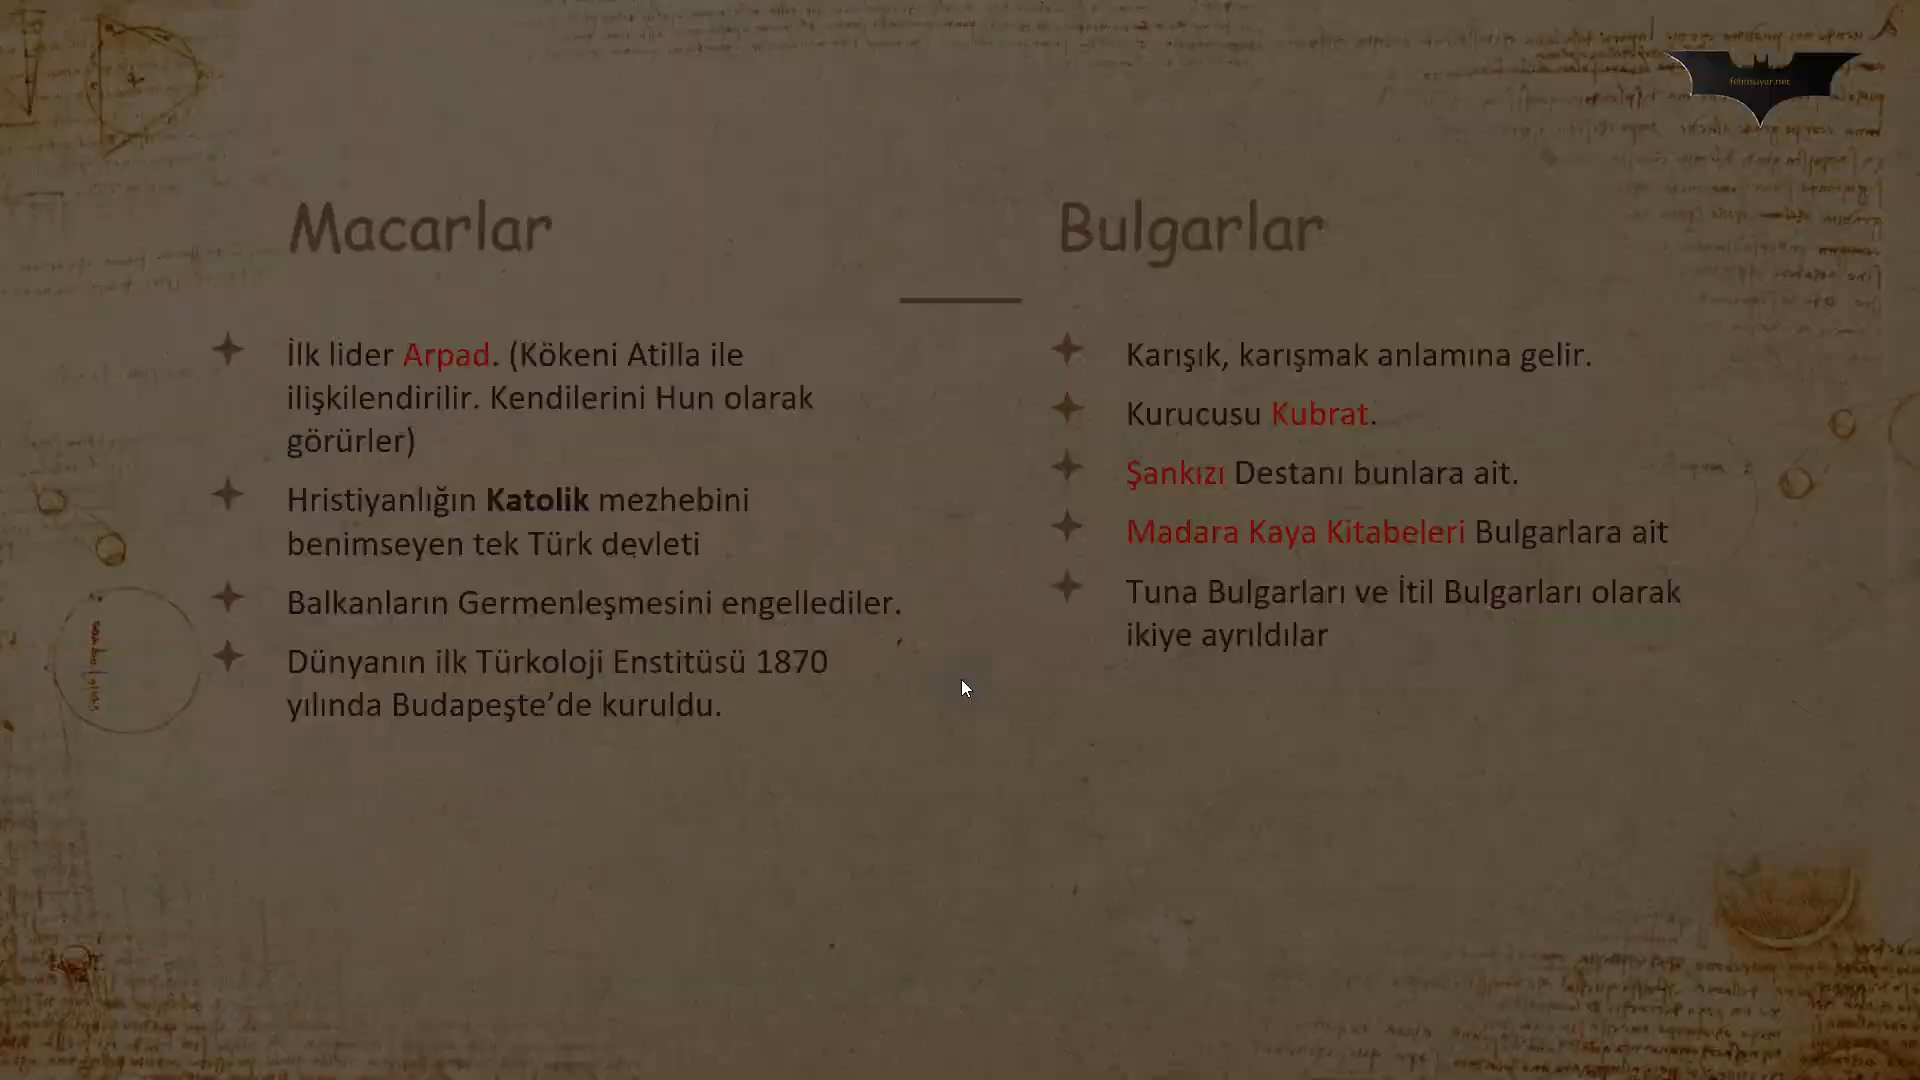 Macarlar
İlk lider Arpad. (Kökeni Atilla ile
ilişkilendirilir. Kendilerini Hun olarak
görürler)
Hristiyanlığın Katolik mezhebini
benimseyen tek Türk devleti
Balkanların Germenleşmesini engellediler.
Dünyanın ilk Türkoloji Enstitüsü 1870
yılında Budapeşte’de kuruldu.
Bulgarlar
Karışık, karışmak anlamına gelir.
Kurucusu Kubrat.
Şankızı Destanı bunlara ait.
Madara Kaya Kitabeleri Bulgarlara ait
Tuna Bulgarları ve İtil Bulgarları olarak
ikiye ayrıldılar